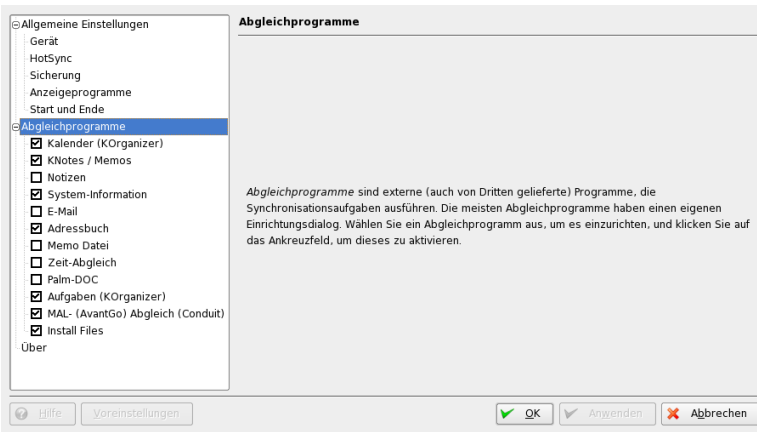 Allgemeine Einstellungen
Gerät
HotSync
Sicherung
Anzeigeprogramme
Start und Ende
Abgleichprogramme
Kalender (KOrganizer)
KNotes / Memos
Notizen
System-Information
E-Mail
Adressbuch
Memo Datei
Zeit-Abgleich
Palm-DOC
Aufgaben (KOrganizer)
MAL- (AvantGo) Abgleich (Conduit)
Install Files
Über
Abgleichprogramme
Abgleichprogramme sind externe (auch von Dritten gelieferte) Programme, die
Synchronisationsaufgaben ausführen. Die meisten Abgleichprogramme haben einen eigenen
Einrichtungsdialog. Wählen Sie ein Abgleichprogramm aus, um es einzurichten, und klicken Sie auf
das Ankreuzfeld, um dieses zu aktivieren.
Hilfe
Voreinstellungen
OK
Anwenden
Abbrechen